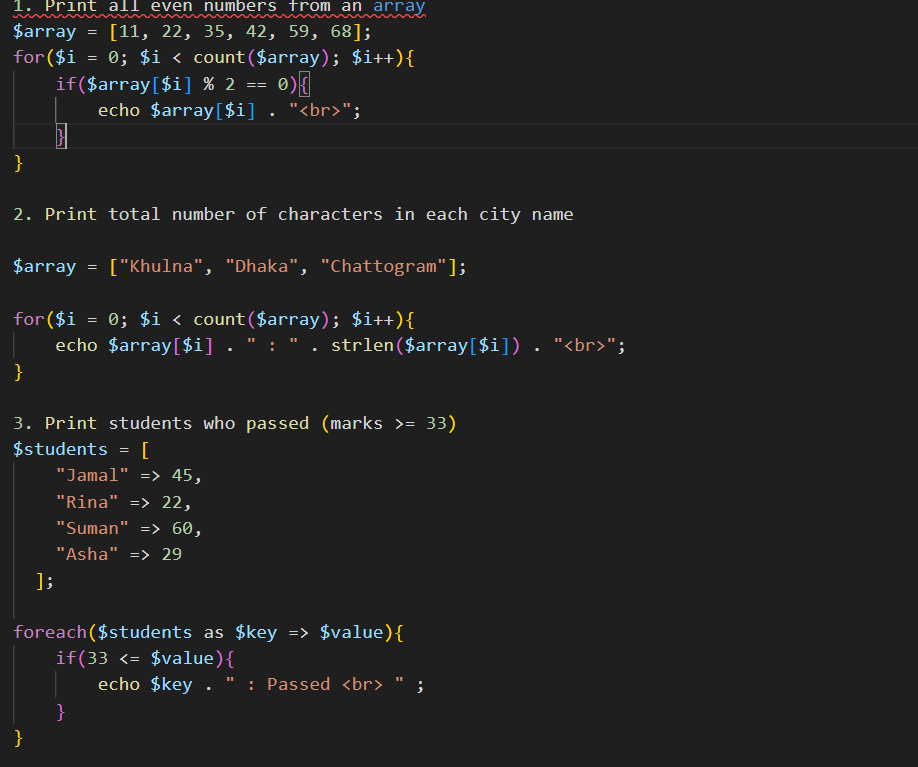 1. Print all even numbers from an array
$array = [11, 22, 35, 42, 59, 68];
for($i = 0; $i < count($array); $i++){
    if($array[$i] % 2 == 0){
        echo $array[$i] . "<br>";
    }
}

2. Print total number of characters in each city name

$array = ["Khulna", "Dhaka", "Chattogram"];

for($i = 0; $i < count($array); $i++){
    echo $array[$i] . " : " . strlen($array[$i]) . "<br>";
}

3. Print students who passed (marks >= 33)
$students = [
    "Jamal" => 45,
    "Rina" => 22,
    "Suman" => 60,
    "Asha" => 29
  ];

foreach($students as $key => $value){
    if(33 <= $value){
        echo $key . " : Passed <br> " ;
    }
}